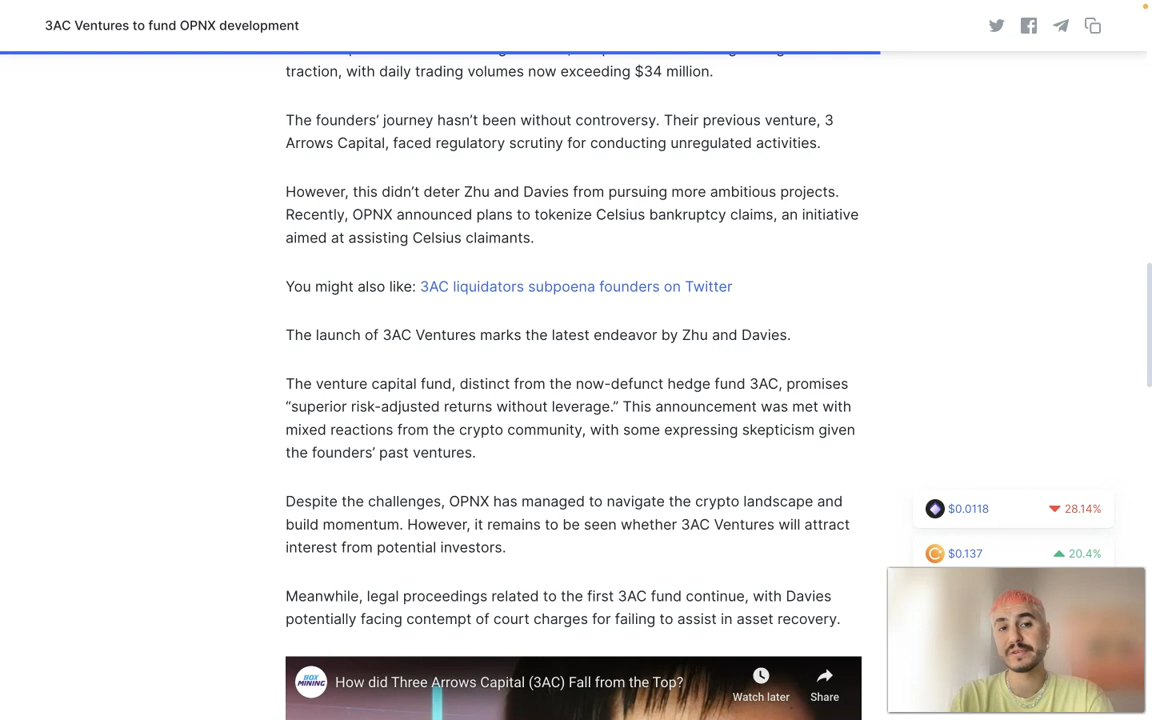 3AC Ventures to fund OPNX development
traction, with daily trading volumes now exceeding $34 million.
The founders’ journey hasn’t been without controversy. Their previous venture, 3
Arrows Capital, faced regulatory scrutiny for conducting unregulated activities.
However, this didn’t deter Zhu and Davies from pursuing more ambitious projects.
Recently, OPNX announced plans to tokenize Celsius bankruptcy claims, an initiative
aimed at assisting Celsius claimants.
You might also like: 3AC liquidators subpoena founders on Twitter
The launch of 3AC Ventures marks the latest endeavor by Zhu and Davies.
The venture capital fund, distinct from the now-defunct hedge fund 3AC, promises
“superior risk-adjusted returns without leverage.” This announcement was met with
mixed reactions from the crypto community, with some expressing skepticism given
the founders’ past ventures.
Despite the challenges, OPNX has managed to navigate the crypto landscape and
build momentum. However, it remains to be seen whether 3AC Ventures will attract
interest from potential investors.
$0.0118 28.14%
$0.137 20.4%
Meanwhile, legal proceedings related to the first 3AC fund continue, with Davies
potentially facing contempt of court charges for failing to assist in asset recovery.
BOX MINING How did Three Arrows Capital (3AC) Fall from the Top?
Watch later Share